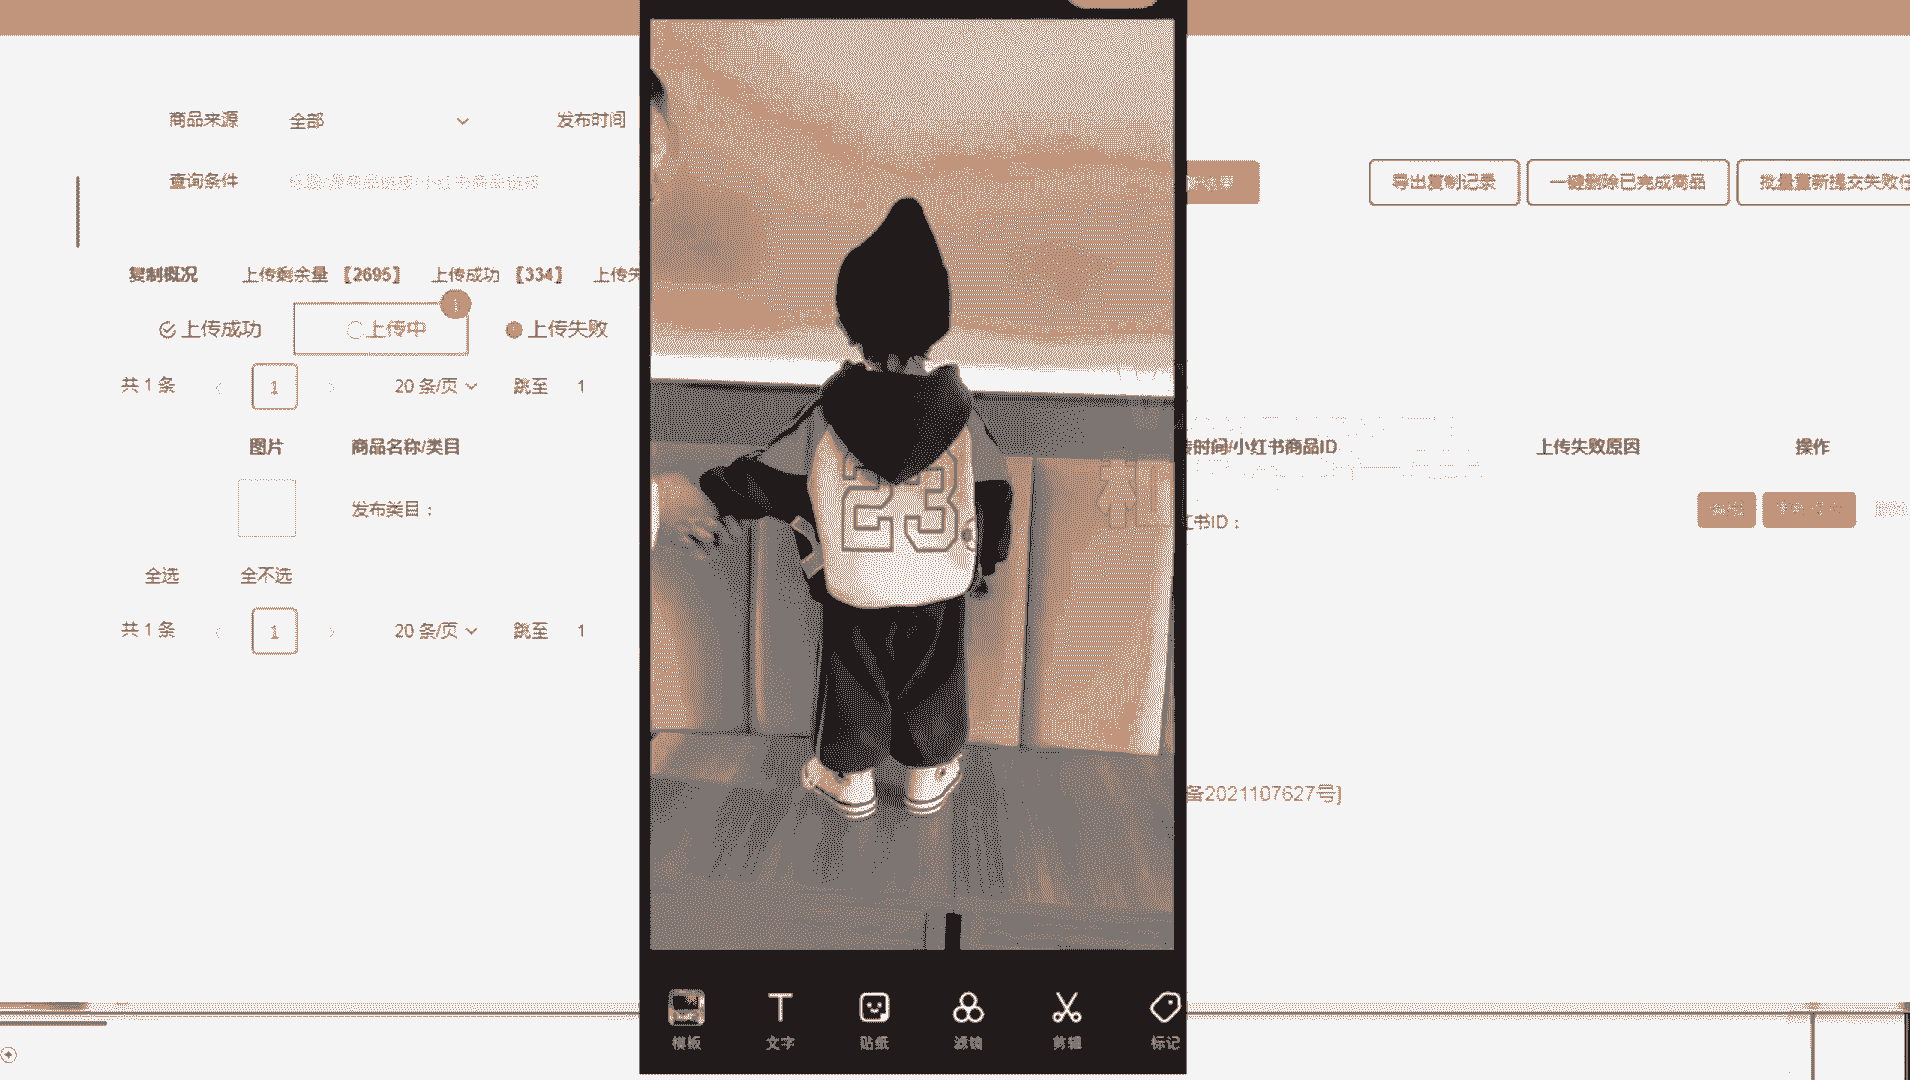 商品来源 全部 发布时间
查询条件
导出复制记录 一键删除已完成商品 批量重新提交失败任
复制概况 上传剩余量 【2695】 上传成功 【334】 上传失
上传成功 上传中 1 上传失败
共 1 条 1 20 条/页 跳至 1
图片 商品名称/类目 传时间/小红书商品ID 上传失败原因 操作
发布类目：
红书ID：
编辑
23
全选 全不选
共 1 条 1 20 条/页 跳至 1
备2021107627号]
模板 文字 贴纸 滤镜 剪辑 标记